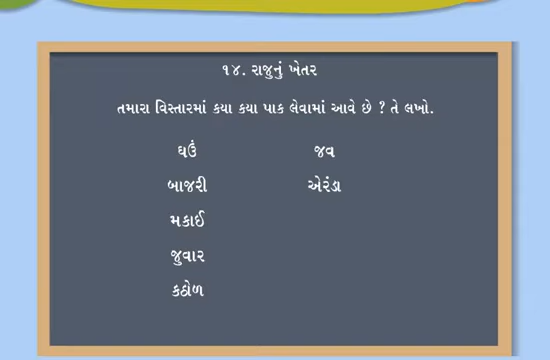 ૧૪. રાજુનું ખેતર
તમારા વિસ્તારમાં કયા કયા પાક લેવામાં આવે છે ? તે લખો.
ઘઉં જવ
બાજરી એરંડા
મકાઈ
જુવાર
કઠોળ